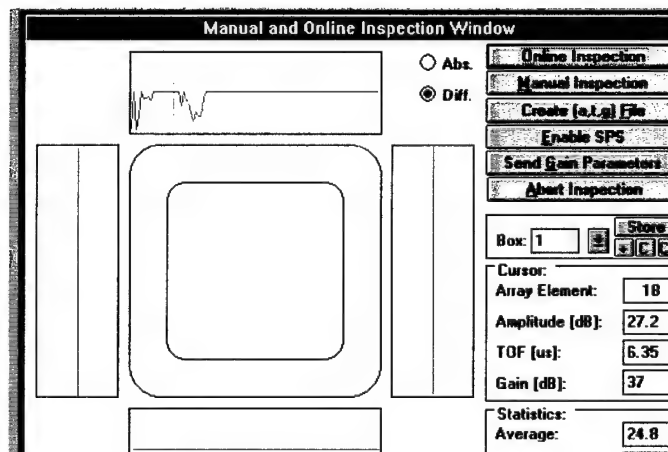 Manual and Online Inspection Window
Abs.
Diff.
Online Inspection
Manual Inspection
Create (a,t,g) File
Enable SPS
Send Gain Parameters
Abort Inspection
Box: 1
Store
+ C C
Cursor:
Array Element: 18
Amplitude [dB]: 27.2
TOF [us]: 6.35
Gain [dB]: 37
Statistics:
Average: 24.8